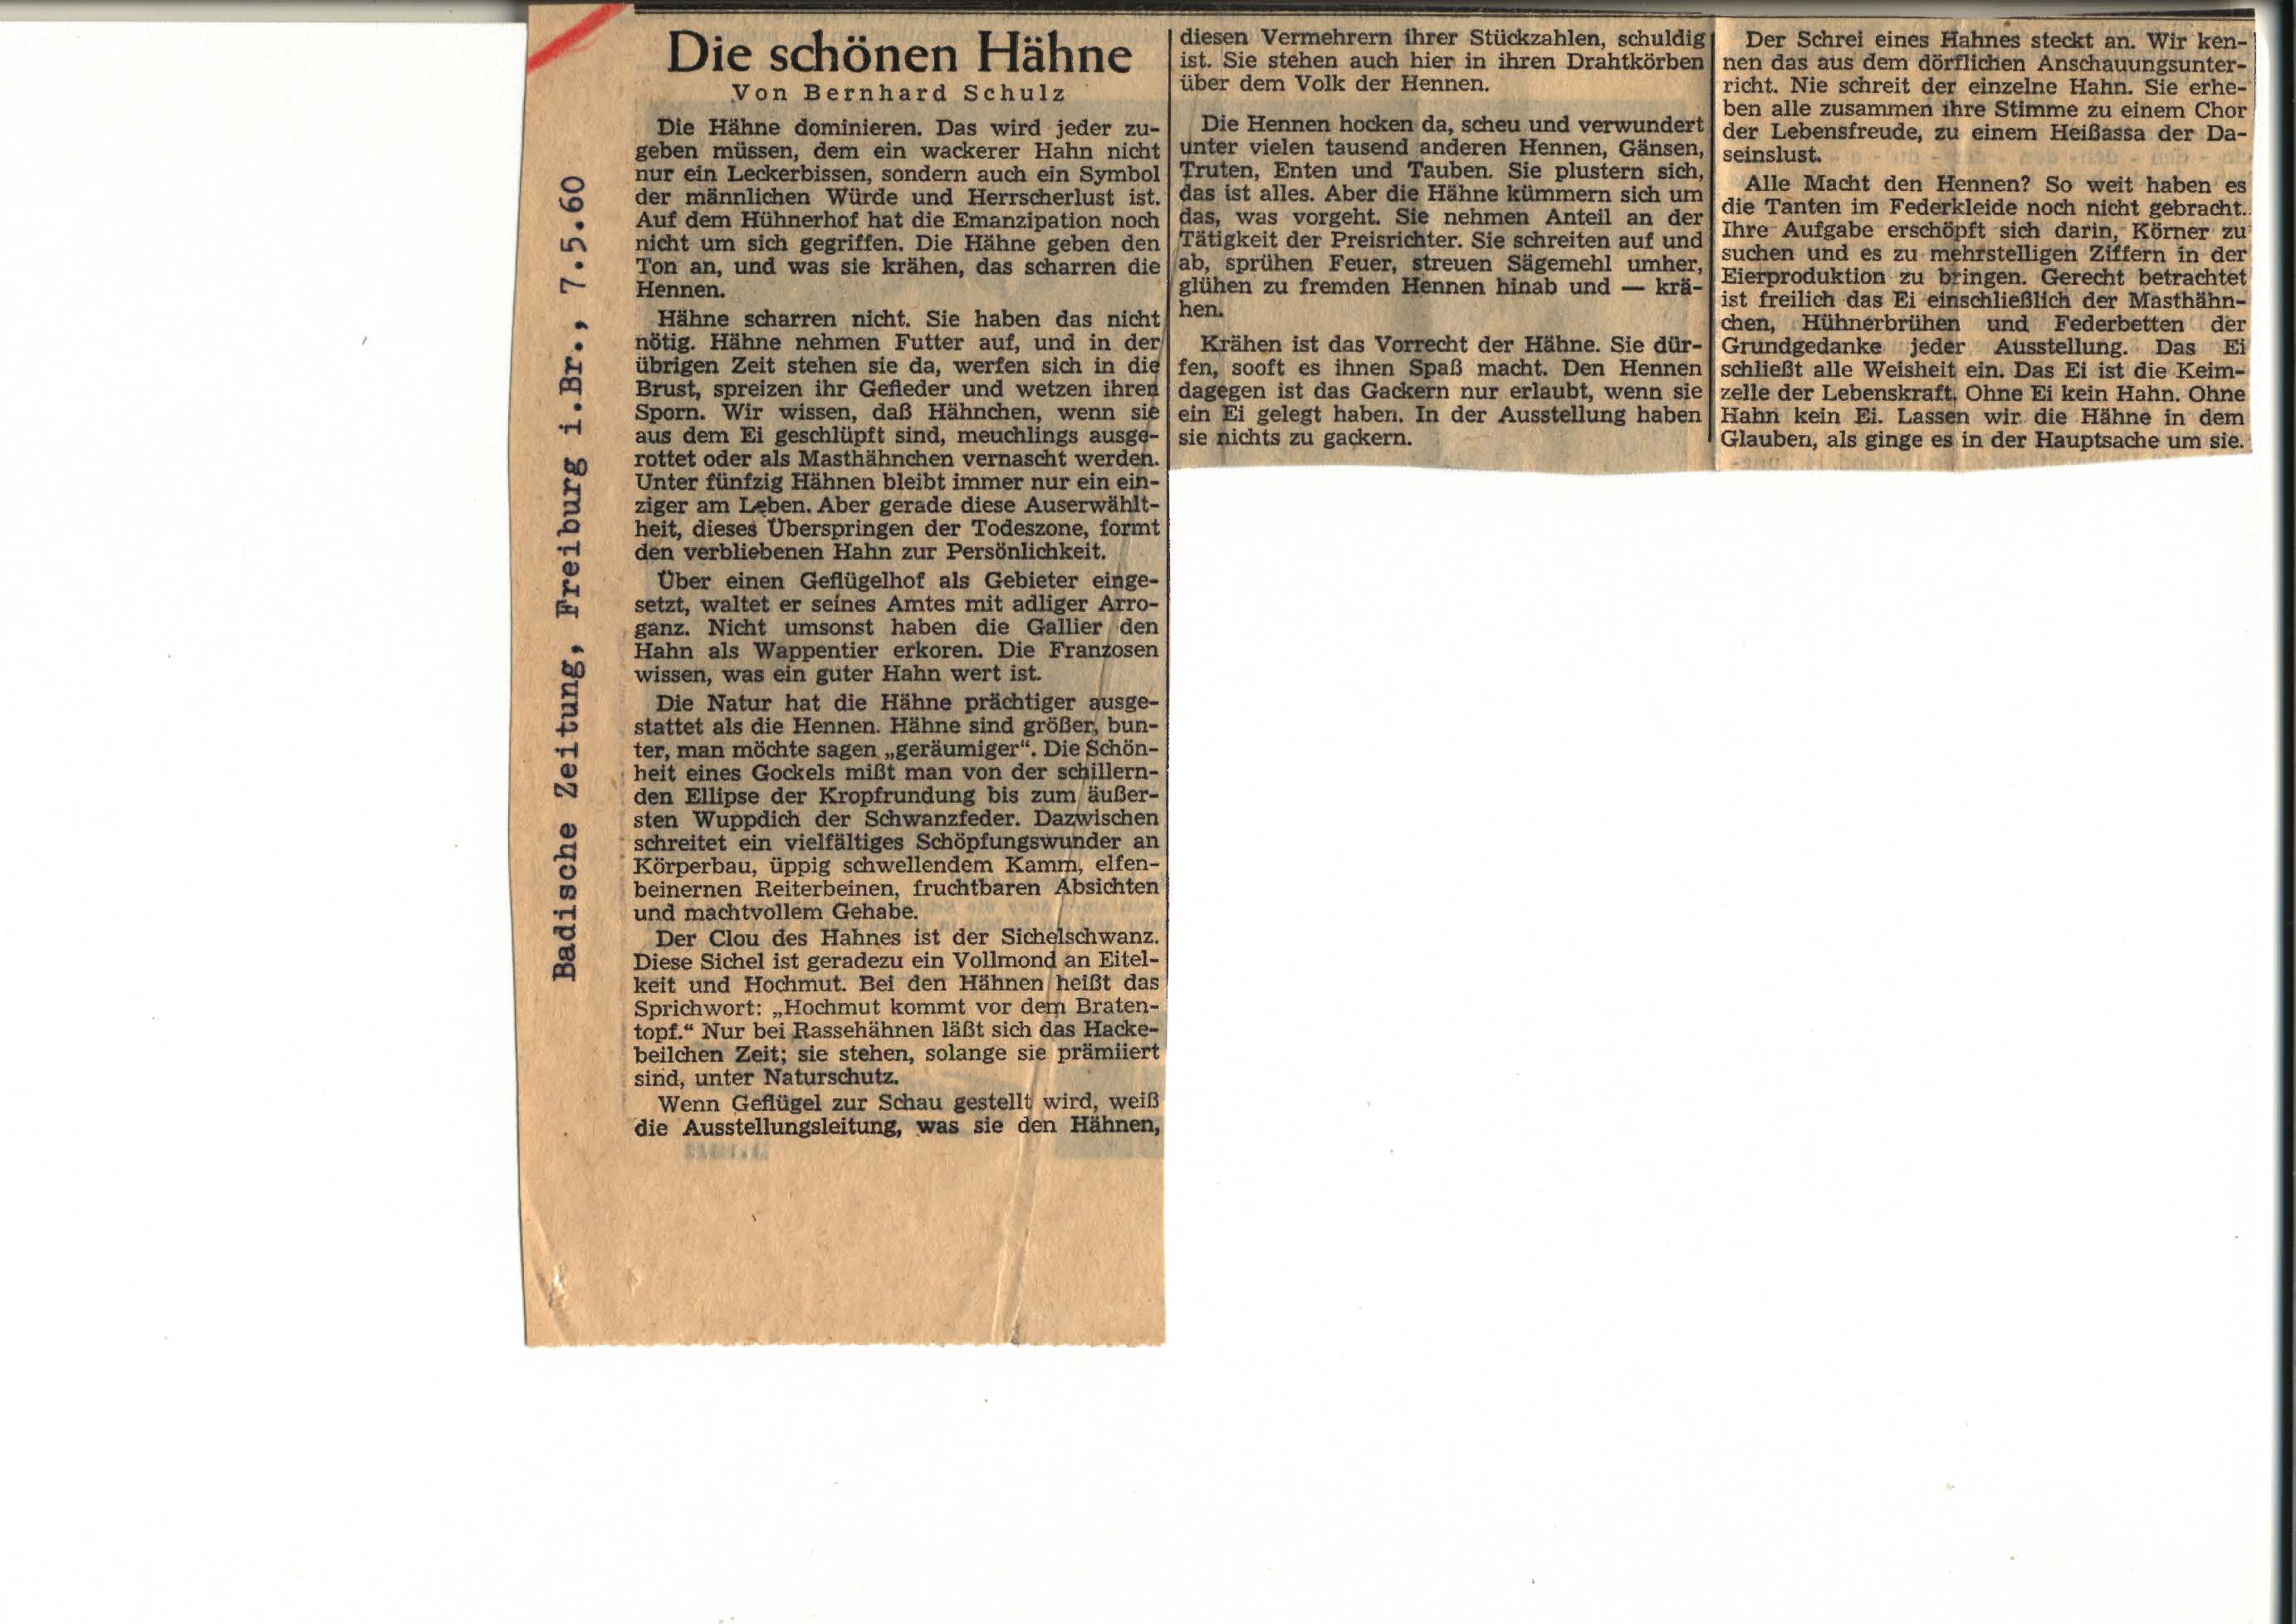 Die schönen Hähne
Von Bernhard Schulz
Die Hähne dominieren. Das wird jeder zu-
geben müssen, dem ein wackerer Hahn nicht
nur ein Leckerbissen, sondern auch ein Symbol
der männlichen Würde und Herrscherlust ist.
Auf dem Hühnerhof hat die Emanzipation noch
nicht um sich gegriffen. Die Hähne geben den
Ton an, und was sie krähen, das scharren die
Hennen.
Hähne scharren nicht. Sie haben das nicht
nötig. Hähne nehmen Futter auf, und in der
übrigen Zeit stehen sie da, werfen sich in die
Brust, spreizen ihr Gefieder und wetzen ihren
Sporn. Wir wissen, daß Hähnchen, wenn sie
aus dem Ei geschlüpft sind, meuchlings ausge-
rottet oder als Masthähnchen vernascht werden.
Unter fünfzig Hähnen bleibt immer nur ein ein-
ziger am Leben. Aber gerade diese Auserwählt-
heit, dieses Überspringen der Todeszone, formt
den verbliebenen Hahn zur Persönlichkeit.
Über einen Geflügelhof als Gebieter einge-
setzt, waltet er seines Amtes mit adliger Arro-
ganz. Nicht umsonst haben die Gallier den
Hahn als Wappentier erkoren. Die Franzosen
wissen, was ein guter Hahn wert ist.
Die Natur hat die Hähne prächtiger ausge-
stattet als die Hennen. Hähne sind größer, bun-
ter, man möchte sagen „geräumiger“. Die Schön-
heit eines Gockels mißt man von der schillern-
den Ellipse der Kropfrundung bis zum äußer-
sten Wuppdich der Schwanzfeder. Dazwischen
schreitet ein vielfältiges Schöpfungswunder an
Körperbau, üppig schwellendem Kamm, elfen-
beinernen Reiterbeinen, fruchtbaren Absichten
und machtvollem Gehabe.
Der Clou des Hahnes ist der Sichelschwanz.
Diese Sichel ist geradezu ein Vollmond an Eitel-
keit und Hochmut. Bei den Hähnen heißt das
Sprichwort: „Hochmut kommt vor dem Braten-
topf.“ Nur bei Rassehähnen läßt sich das Hacke-
beilchen Zeit; sie stehen, solange sie prämiiert
sind, unter Naturschutz.
Wenn Geflügel zur Schau gestellt wird, weiß
die Ausstellungsleitung, was sie den Hähnen,
diesen Vermehrern ihrer Stückzahlen, schuldig
ist. Sie stehen auch hier in ihren Drahtkörben
über dem Volk der Hennen.
Die Hennen hocken da, scheu und verwundert
unter vielen tausend anderen Hennen, Gänsen,
Truten, Enten und Tauben. Sie plustern sich,
das ist alles. Aber die Hähne kümmern sich um
das, was vorgeht. Sie nehmen Anteil an der
Tätigkeit der Preisrichter. Sie schreiten auf und
ab, sprühen Feuer, streuen Sägemehl umher,
glühen zu fremden Hennen hinab und — krä-
hen.
Krähen ist das Vorrecht der Hähne. Sie dür-
fen, sooft es ihnen Spaß macht. Den Hennen
dagegen ist das Gackern nur erlaubt, wenn sie
ein Ei gelegt haben. In der Ausstellung haben
sie nichts zu gackern.
Der Schrei eines Hahnes steckt an. Wir ken-
nen das aus dem dörflichen Anschauungsunter-
richt. Nie schreit der einzelne Hahn. Sie erhe-
ben alle zusammen ihre Stimme zu einem Chor
der Lebensfreude, zu einem Heißassa der Da-
seinslust.
Alle Macht den Hennen? So weit haben es
die Tanten im Federkleide noch nicht gebracht.
Ihre Aufgabe erschöpft sich darin, Körner zu
suchen und es zu mehrstelligen Ziffern in der
Eierproduktion zu bringen. Gerecht betrachtet
ist freilich das Ei einschließlich der Masthähn-
chen, Hühnerbrühen und Federbetten der
Grundgedanke jeder Ausstellung. Das Ei
schließt alle Weisheit ein. Das Ei ist die Keim-
zelle der Lebenskraft. Ohne Ei kein Hahn. Ohne
Hahn kein Ei. Lassen wir die Hähne in dem
Glauben, als ginge es in der Hauptsache um sie.
Badische Zeitung, Freiburg i.Br., 7.5.60